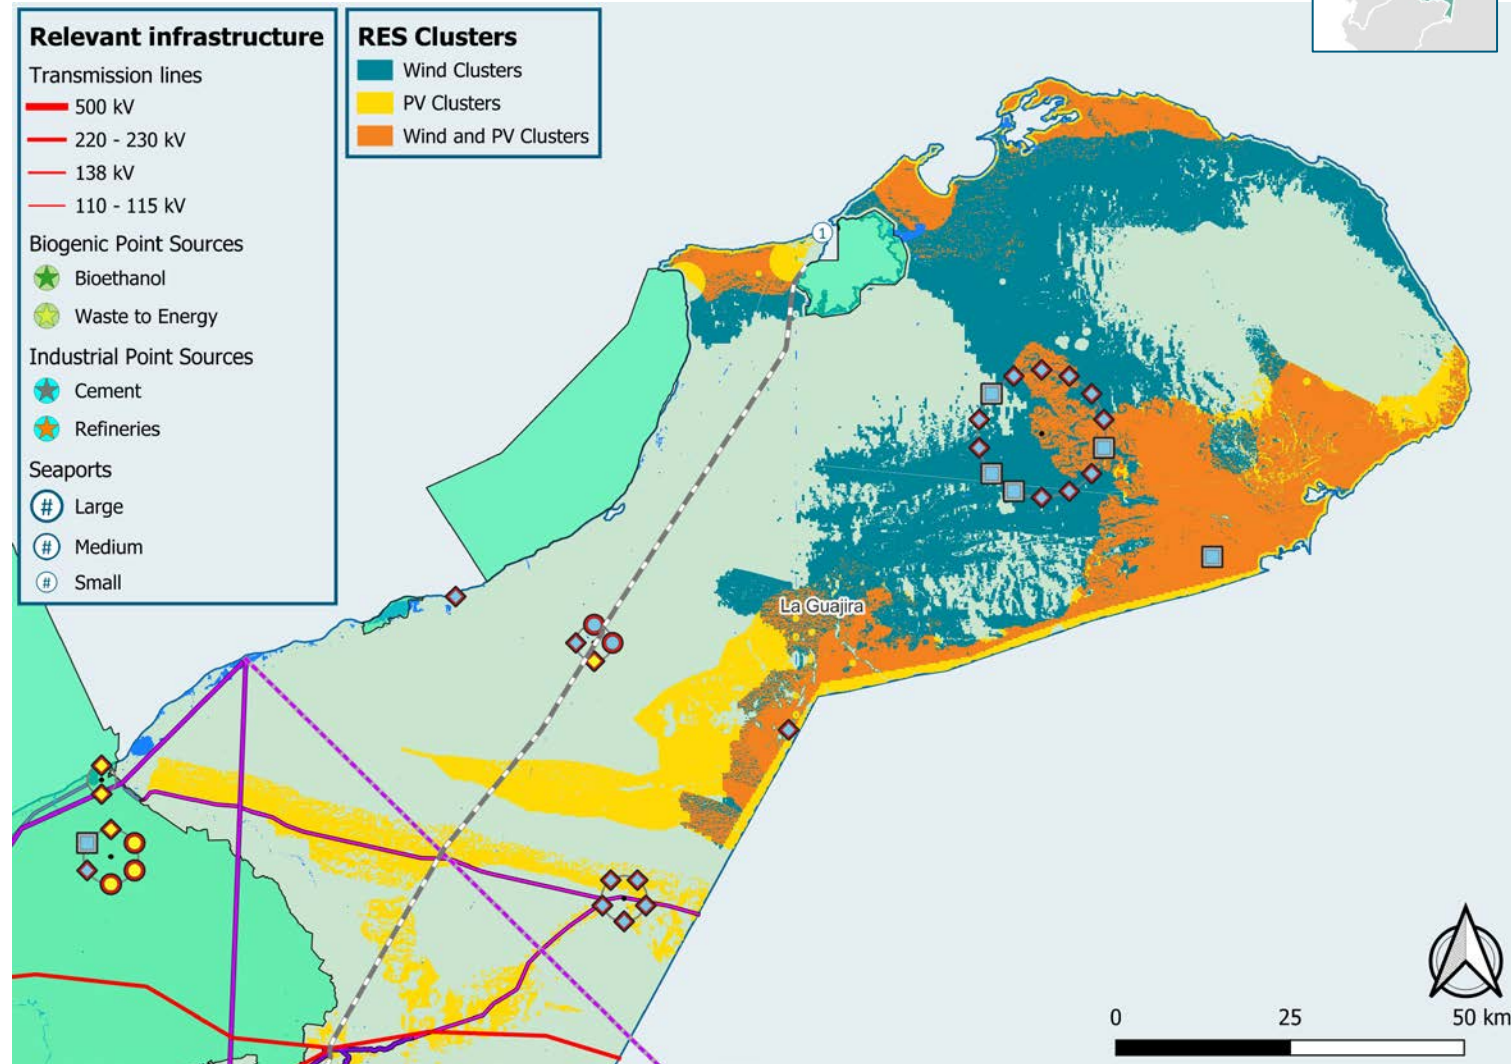 Relevant infrastructure
Transmission lines
500 kV
220 - 230 kV
138 kV
110 - 115 kV
Biogenic Point Sources
Bioethanol
Waste to Energy
Industrial Point Sources
Cement
Refineries
Seaports
# Large
# Medium
# Small
RES Clusters
Wind Clusters
PV Clusters
Wind and PV Clusters
1
La Guajira
0 25 50 km